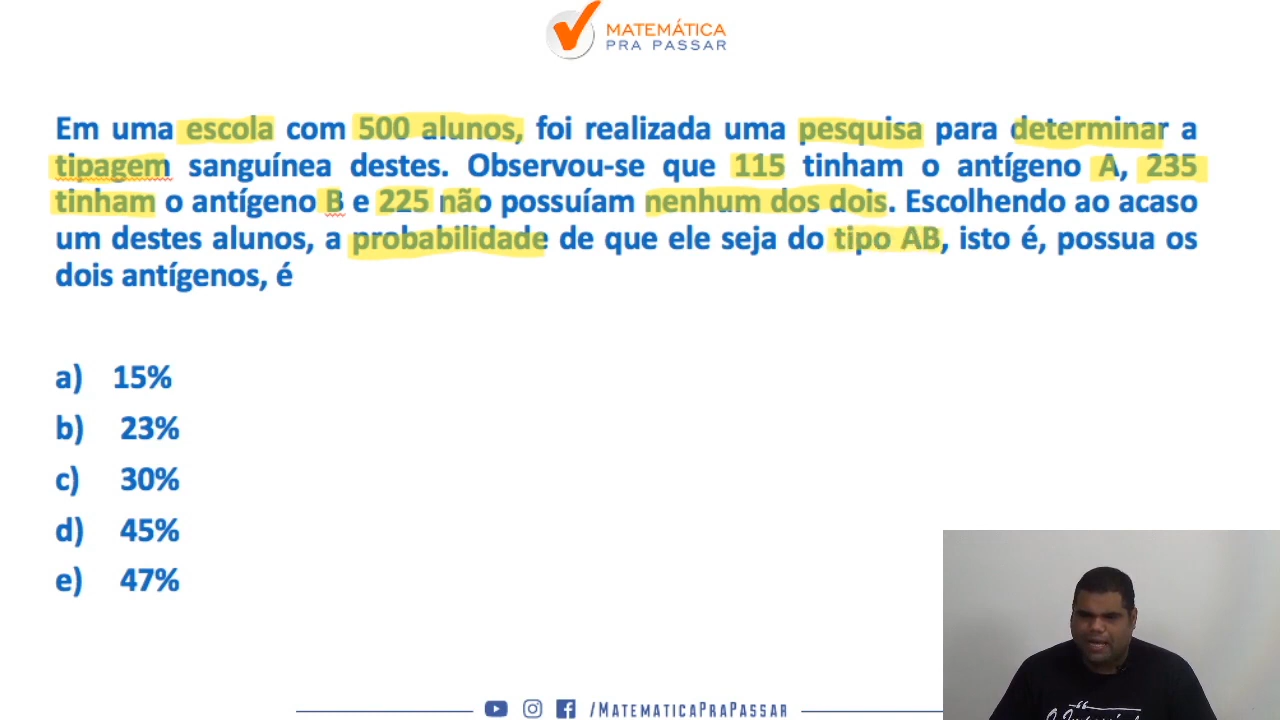 MATEMÁTICA
PRA PASSAR
Em uma escola com 500 alunos, foi realizada uma pesquisa para determinar a
tipagem sanguínea destes. Observou-se que 115 tinham o antígeno A, 235
tinham o antígeno B e 225 não possuíam nenhum dos dois. Escolhendo ao acaso
um destes alunos, a probabilidade de que ele seja do tipo AB, isto é, possua os
dois antígenos, é
a) 15%
b) 23%
c) 30%
d) 45%
e) 47%
/MATEMATICAPRAPASSAR